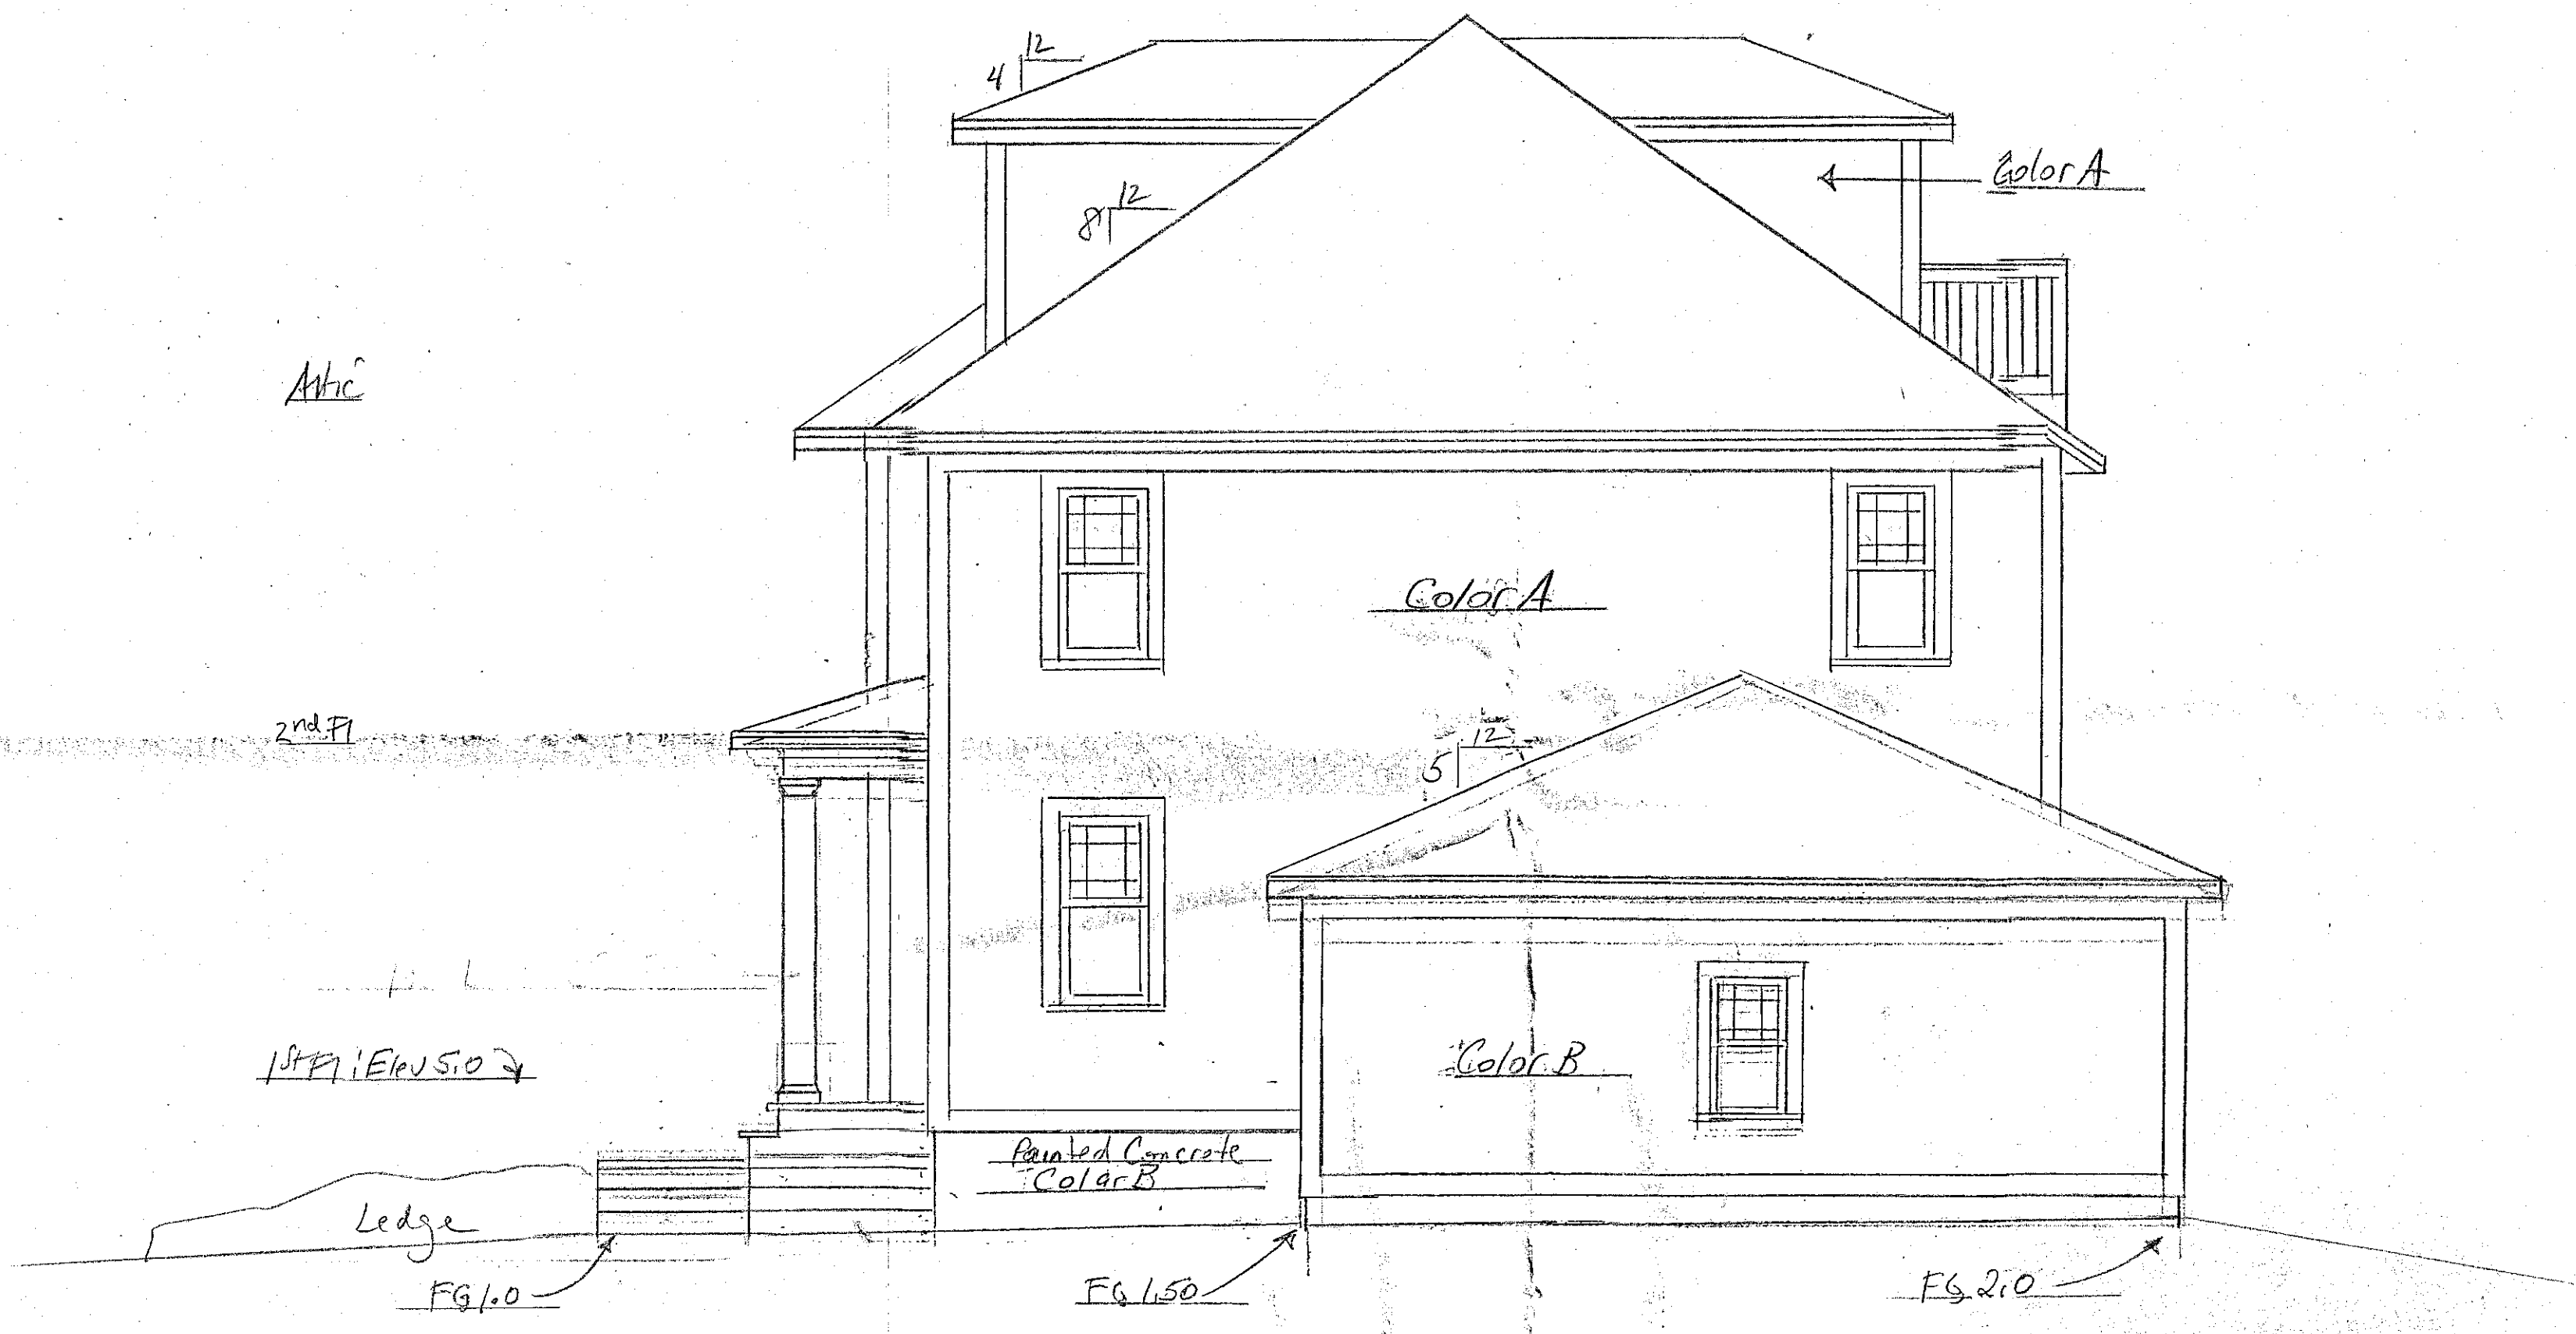 12
4
Color A
12
8
Attic
Color A
2nd Fl
12
5
1st Fl : Elev 5.0
Color B
Painted Concrete
Color B
Ledge
FG 1.0
FG 1.50
FG 2.0